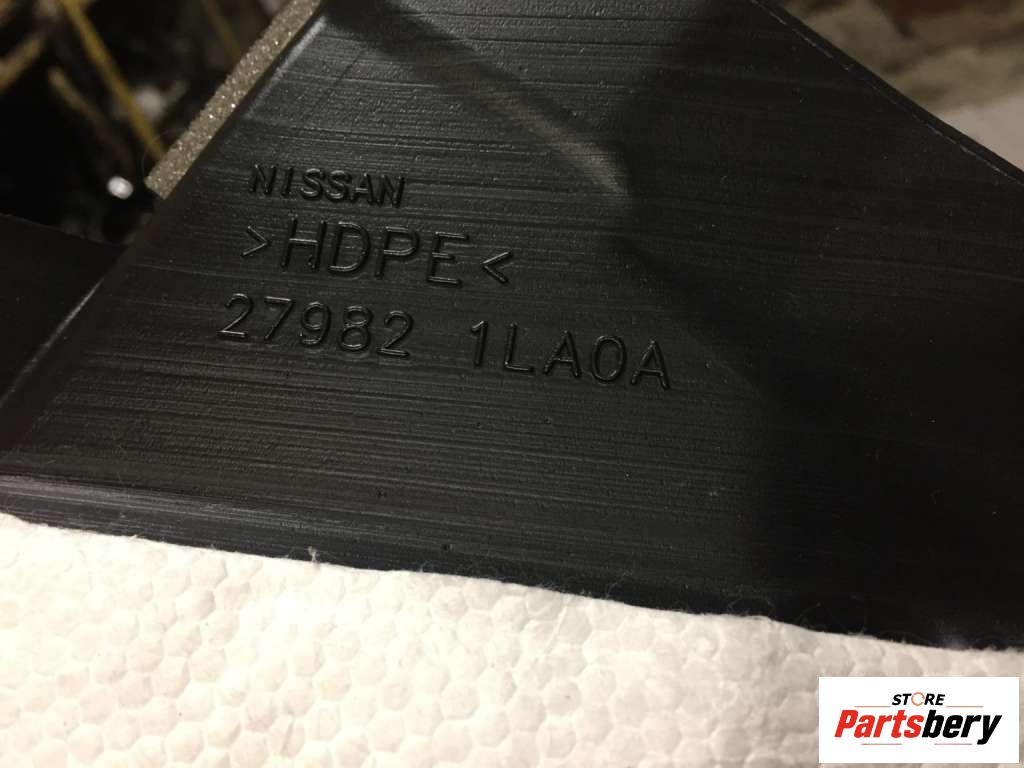 NISSAN
>HDPE<
27982 1LA0A
STORE
Partsbery